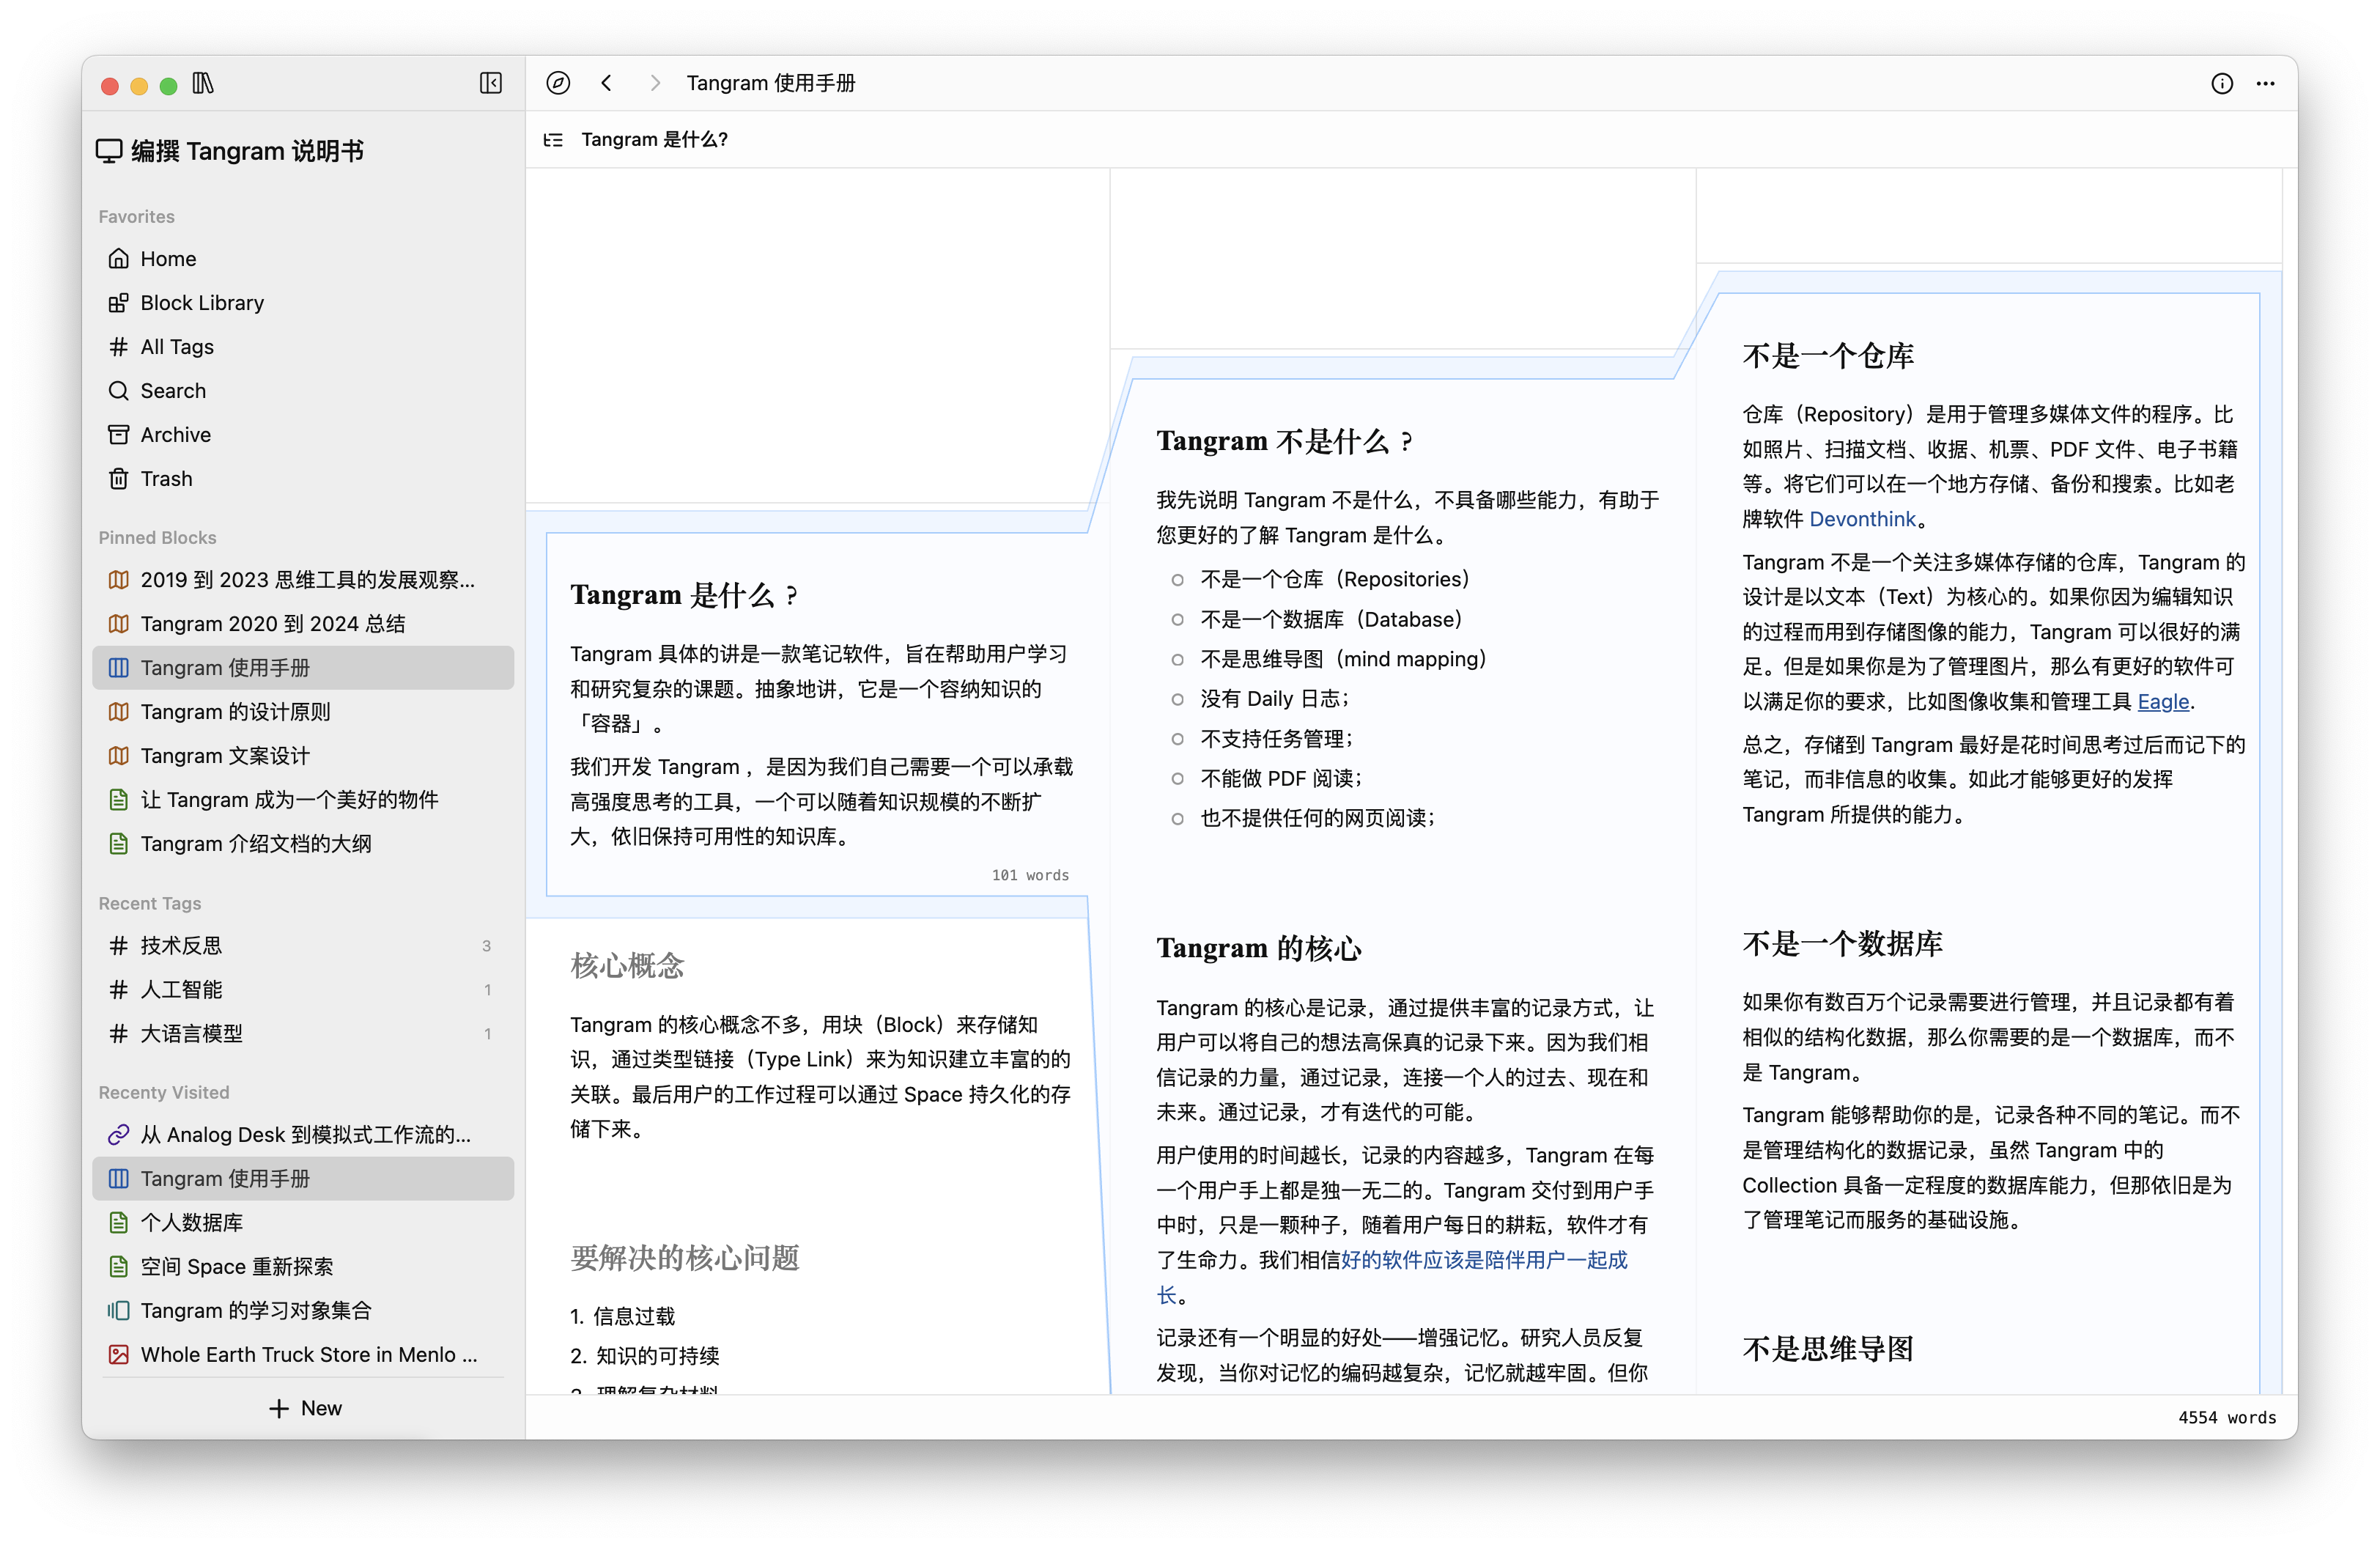 编撰 Tangram 说明书
Favorites
Home
Block Library
All Tags
Search
Archive
Trash
Pinned Blocks
2019 到 2023 思维工具的发展观察...
Tangram 2020 到 2024 总结
Tangram 使用手册
Tangram 的设计原则
Tangram 文案设计
让 Tangram 成为一个美好的物件
Tangram 介绍文档的大纲
Recent Tags
技术反思 3
人工智能 1
大语言模型 1
Recenty Visited
从 Analog Desk 到模拟式工作流的...
Tangram 使用手册
个人数据库
空间 Space 重新探索
Tangram 的学习对象集合
Whole Earth Truck Store in Menlo ...
New
Tangram 使用手册
Tangram 是什么?
Tangram 是什么？
Tangram 具体的讲是一款笔记软件，旨在帮助用户学习
和研究复杂的课题。抽象地讲，它是一个容纳知识的
「容器」。
我们开发 Tangram ，是因为我们自己需要一个可以承载
高强度思考的工具，一个可以随着知识规模的不断扩
大，依旧保持可用性的知识库。
101 words
核心概念
Tangram 的核心概念不多，用块（Block）来存储知
识，通过类型链接（Type Link）来为知识建立丰富的的
关联。最后用户的工作过程可以通过 Space 持久化的存
储下来。
要解决的核心问题
1. 信息过载
2. 知识的可持续
3. 理解复杂材料
Tangram 不是什么？
我先说明 Tangram 不是什么，不具备哪些能力，有助于
您更好的了解 Tangram 是什么。
不是一个仓库（Repositories）
不是一个数据库（Database）
不是思维导图（mind mapping）
没有 Daily 日志；
不支持任务管理；
不能做 PDF 阅读；
也不提供任何的网页阅读；
Tangram 的核心
Tangram 的核心是记录，通过提供丰富的记录方式，让
用户可以将自己的想法高保真的记录下来。因为我们相
信记录的力量，通过记录，连接一个人的过去、现在和
未来。通过记录，才有迭代的可能。
用户使用的时间越长，记录的内容越多，Tangram 在每
一个用户手上都是独一无二的。Tangram 交付到用户手
中时，只是一颗种子，随着用户每日的耕耘，软件才有
了生命力。我们相信好的软件应该是陪伴用户一起成
长。
记录还有一个明显的好处——增强记忆。研究人员反复
发现，当你对记忆的编码越复杂，记忆就越牢固。但你
不是一个仓库
仓库（Repository）是用于管理多媒体文件的程序。比
如照片、扫描文档、收据、机票、PDF 文件、电子书籍
等。将它们可以在一个地方存储、备份和搜索。比如老
牌软件 Devonthink。
Tangram 不是一个关注多媒体存储的仓库，Tangram 的
设计是以文本（Text）为核心的。如果你因为编辑知识
的过程而用到存储图像的能力，Tangram 可以很好的满
足。但是如果你是为了管理图片，那么有更好的软件可
以满足你的要求，比如图像收集和管理工具 Eagle.
总之，存储到 Tangram 最好是花时间思考过后而记下的
笔记，而非信息的收集。如此才能够更好的发挥
Tangram 所提供的能力。
不是一个数据库
如果你有数百万个记录需要进行管理，并且记录都有着
相似的结构化数据，那么你需要的是一个数据库，而不
是 Tangram。
Tangram 能够帮助你的是，记录各种不同的笔记。而不
是管理结构化的数据记录，虽然 Tangram 中的
Collection 具备一定程度的数据库能力，但那依旧是为
了管理笔记而服务的基础设施。
不是思维导图
4554 words